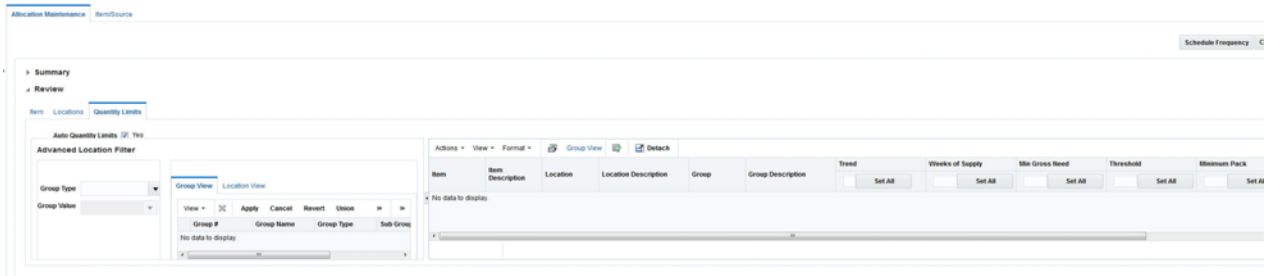 Allocation Maintenance Item/Source
Schedule Frequency C
Summary
Review
Item Locations Quantity Limits
Auto Quantity Limits Yes
Advanced Location Filter
Group Type
Group Value
Group View Location View
View Apply Cancel Revert Union » »
Group # Group Name Group Type Sub Group
No data to display
Actions View Format Group View Detach
Item Item Description Location Location Description Group Group Description Trend Weeks of Supply Min Gross Need Threshold Minimum Pack
Set All Set All Set All Set All Set All
No data to display